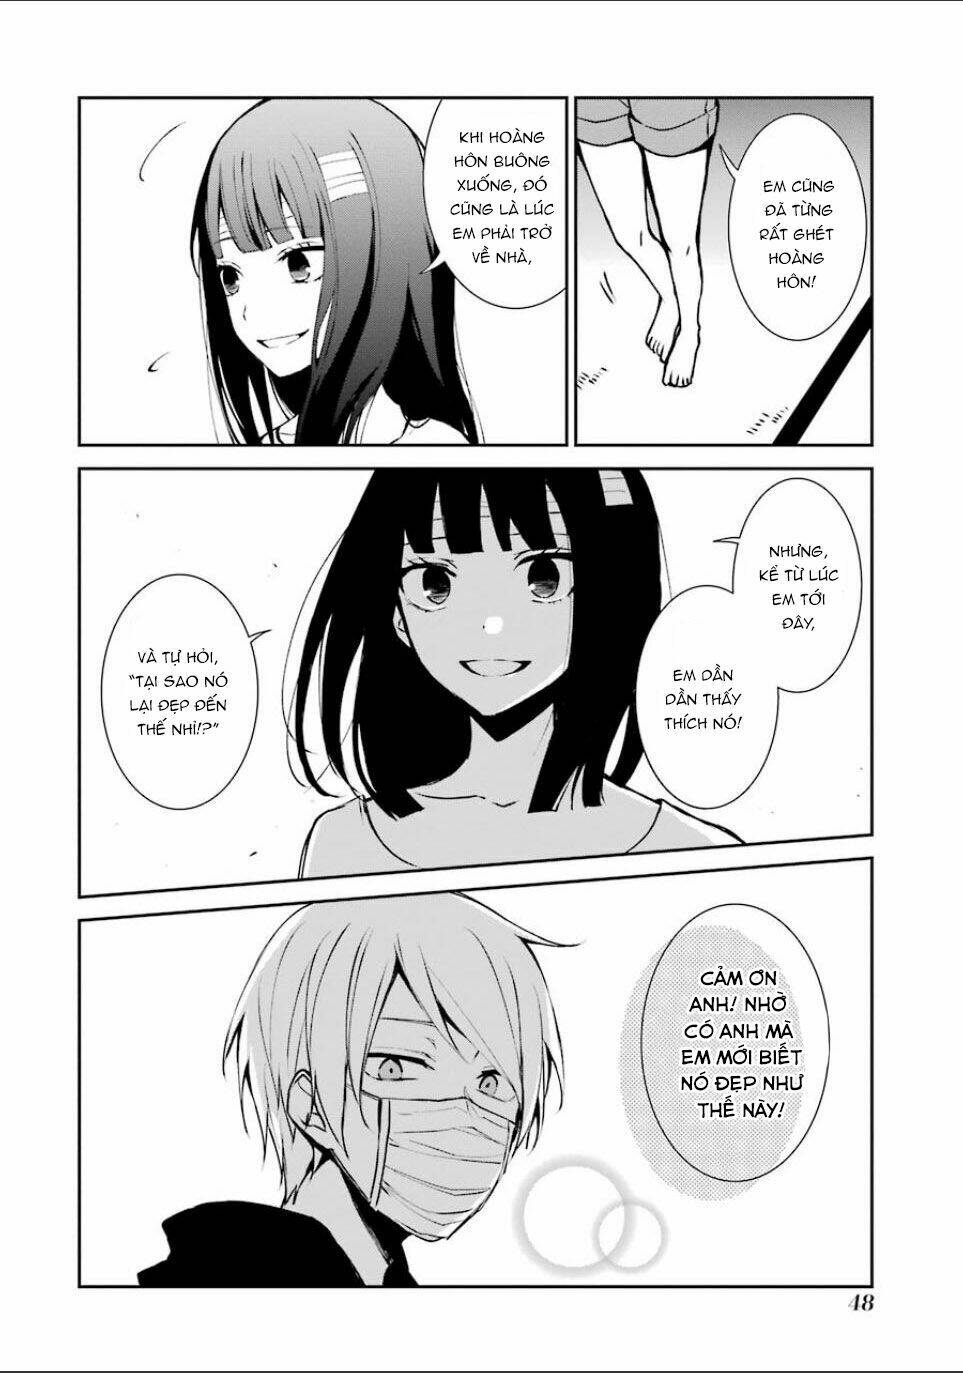 EM CŨNG
ĐÃ TỪNG
RẤT GHÉT
HOÀNG
HÔN!
KHI HOÀNG
HÔN BUÔNG
XUỐNG, ĐÓ
CŨNG LÀ LÚC
EM PHẢI TRỞ
VỀ NHÀ,
NHƯNG,
KỂ TỪ LÚC
EM TỚI
ĐÂY,
EM DẦN
DẦN THẤY
THÍCH NÓ!
VÀ TỰ HỎI,
"TẠI SAO NÓ
LẠI ĐẸP ĐẾN
THẾ NHỈ!?"
CẢM ƠN
ANH! NHỜ
CÓ ANH MÀ
EM MỚI BIẾT
NÓ ĐẸP NHƯ
THẾ NÀY!
48